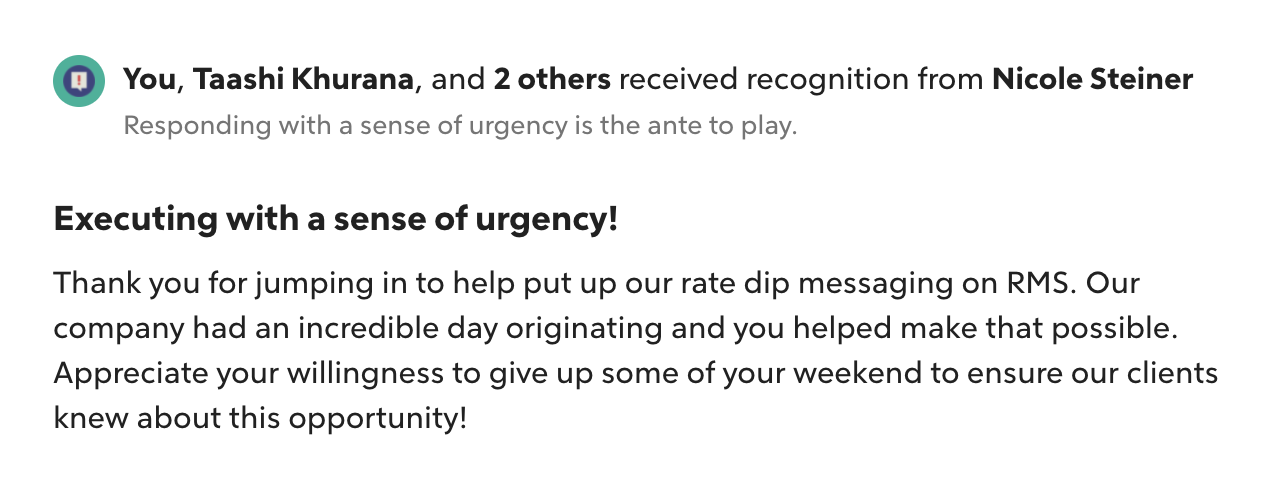 You, Taashi Khurana, and 2 others received recognition from Nicole Steiner
Responding with a sense of urgency is the ante to play.
Executing with a sense of urgency!
Thank you for jumping in to help put up our rate dip messaging on RMS. Our
company had an incredible day originating and you helped make that possible.
Appreciate your willingness to give up some of your weekend to ensure our clients
knew about this opportunity!